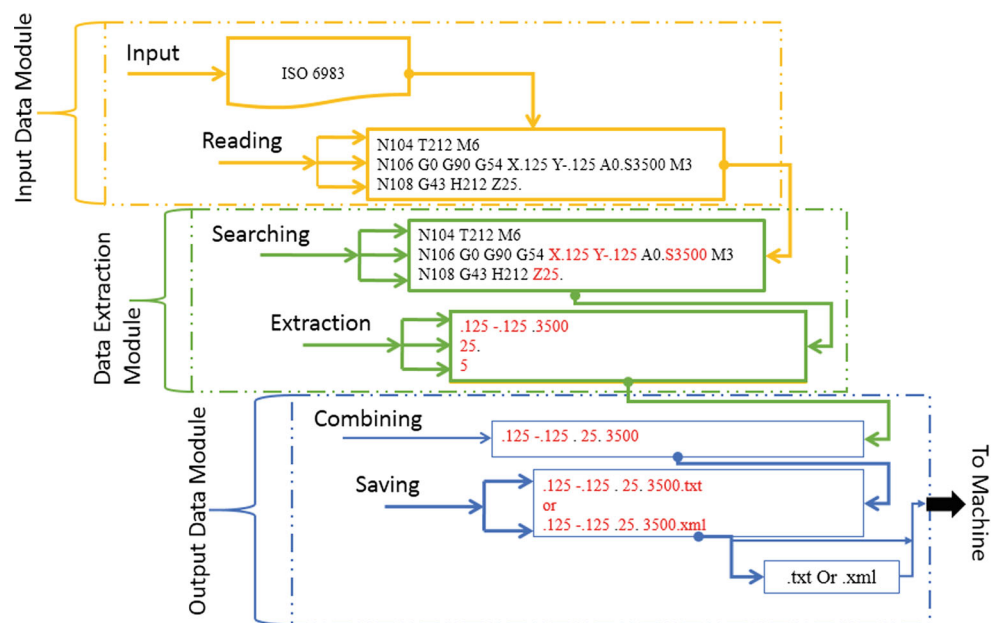 Input Data Module
Input
ISO 6983
Reading
N104 T212 M6
N106 G0 G90 G54 X.125 Y-.125 A0.S3500 M3
N108 G43 H212 Z25.
Data Extraction
Module
Searching
N104 T212 M6
N106 G0 G90 G54 X.125 Y-.125 A0.S3500 M3
N108 G43 H212 Z25.
Extraction
.125 -.125 .3500
25.
5
Output Data Module
Combining
.125 -.125 . 25. 3500
Saving
.125 -.125 . 25. 3500.txt
or
.125 -.125 .25. 3500.xml
.txt Or .xml
To Machine